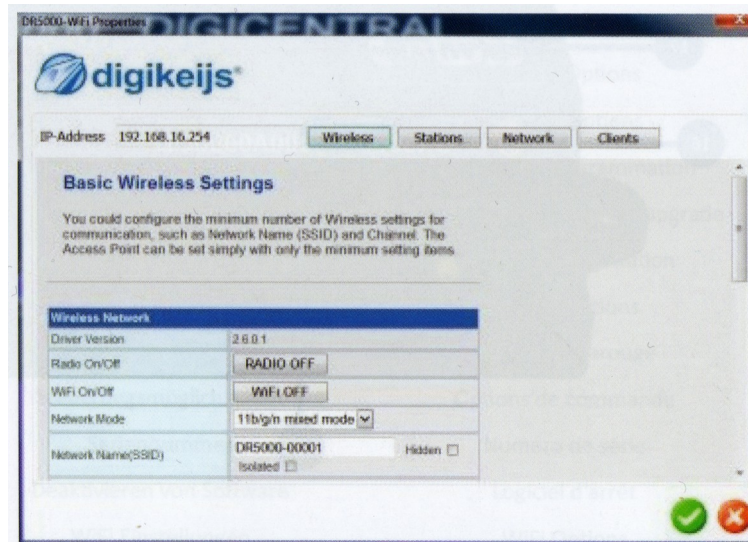 DR5000-WiFi Properties
DIGICENTRAL
digikeijs
IP-Address 192.168.16.254 Wireless Stations Network Clients
Basic Wireless Settings
You could configure the minimum number of Wireless settings for
communication, such as Network Name (SSID) and Channel. The
Access Point can be set simply with only the minimum setting items
Wireless Network
Driver Version 2.6.0.1
Radio On/Off RADIO OFF
WiFi On/Off WiFi OFF
Network Mode 11b/g/n mixed mode
Network Name(SSID) DR5000-00001 Hidden
Isolated